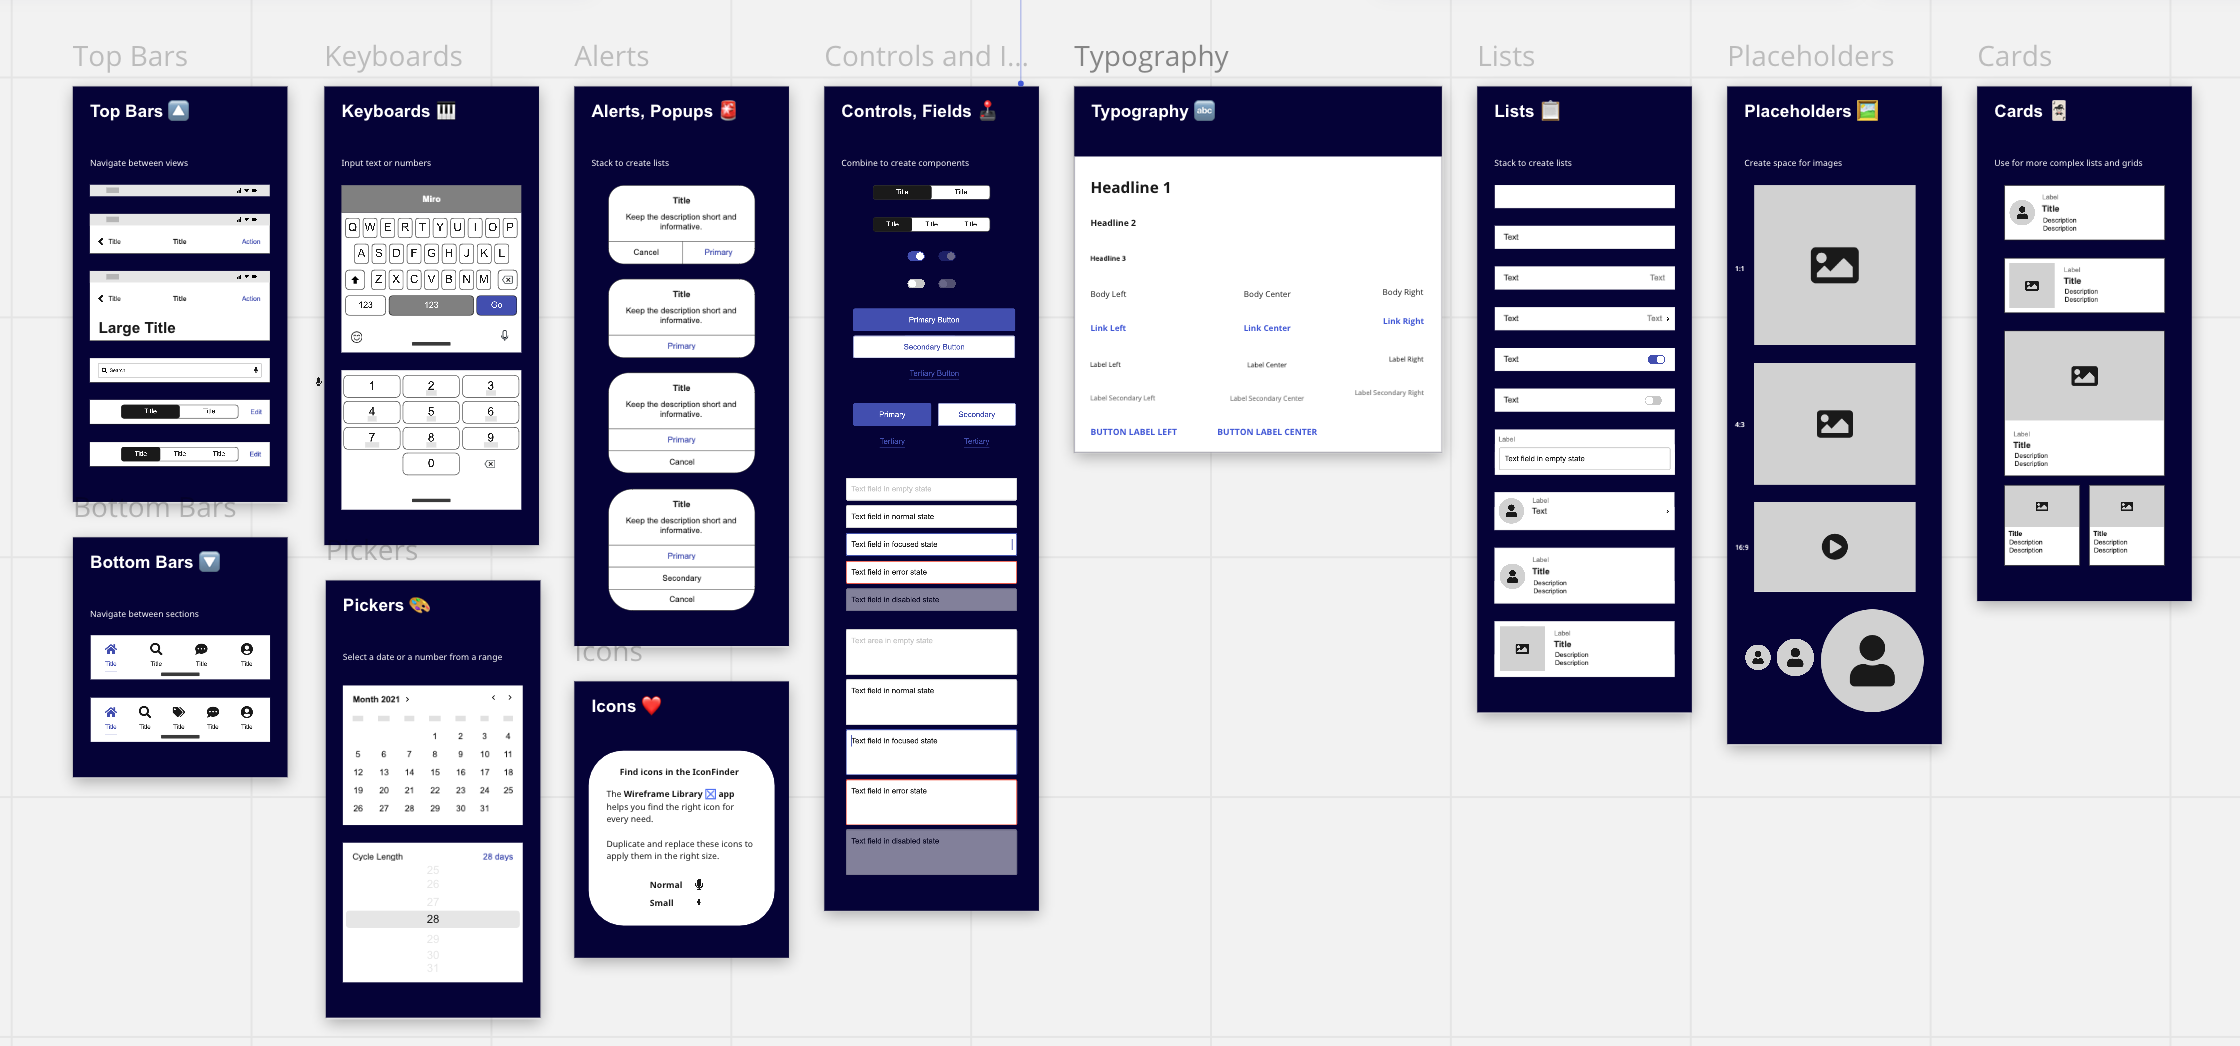 Top Bars
Keyboards
Alerts
Controls and I...
Typography
Lists
Placeholders
Cards
Top Bars
Navigate between views
Title
Title
Action
Title
Title
Action
Large Title
Search
Title
Title
Edit
Title
Title
Title
Edit
Bottom Bars
Bottom Bars
Navigate between sections
Title
Title
Title
Title
Title
Title
Title
Title
Title
Keyboards
Input text or numbers
Miro
Q W E R T Y U I O P
A S D F G H J K L
Z X C V B N M
123
123
Go
1 2 3
4 5 6
7 8 9
0
Pickers
Pickers
Select a date or a number from a range
Month 2021
1 2 3 4
5 6 7 8 9 10 11
12 13 14 15 16 17 18
19 20 21 22 23 24 25
26 27 28 29 30 31
Cycle Length
28 days
25
26
27
28
29
30
31
Alerts, Popups
Stack to create lists
Title
Keep the description short and
informative.
Cancel
Primary
Title
Keep the description short and
informative.
Primary
Title
Keep the description short and
informative.
Primary
Cancel
Title
Keep the description short and
informative.
Primary
Secondary
Cancel
Icons
Icons
Find icons in the IconFinder
The Wireframe Library app
helps you find the right icon for
every need.
Duplicate and replace these icons to
apply them in the right size.
Normal
Small
Controls, Fields
Combine to create components
Title
Title
Title
Title
Title
Primary Button
Secondary Button
Tertiary Button
Primary
Secondary
Tertiary
Tertiary
Text field in empty state
Text field in normal state
Text field in focused state
Text field in error state
Text field in disabled state
Text area in empty state
Text field in normal state
Text field in focused state
Text field in error state
Text field in disabled state
Typography
abc
Headline 1
Headline 2
Headline 3
Body Left
Body Center
Body Right
Link Left
Link Center
Link Right
Label Left
Label Center
Label Right
Label Secondary Left
Label Secondary Center
Label Secondary Right
BUTTON LABEL LEFT
BUTTON LABEL CENTER
Lists
Stack to create lists
Text
Text
Text
Text
Text
Text
Text
Label
Text field in empty state
Label
Text
Label
Title
Description
Description
Label
Title
Description
Description
Placeholders
Create space for images
1:1
4:3
16:9
Cards
Use for more complex lists and grids
Label
Title
Description
Description
Label
Title
Description
Description
Label
Title
Description
Description
Title
Description
Description
Title
Description
Description